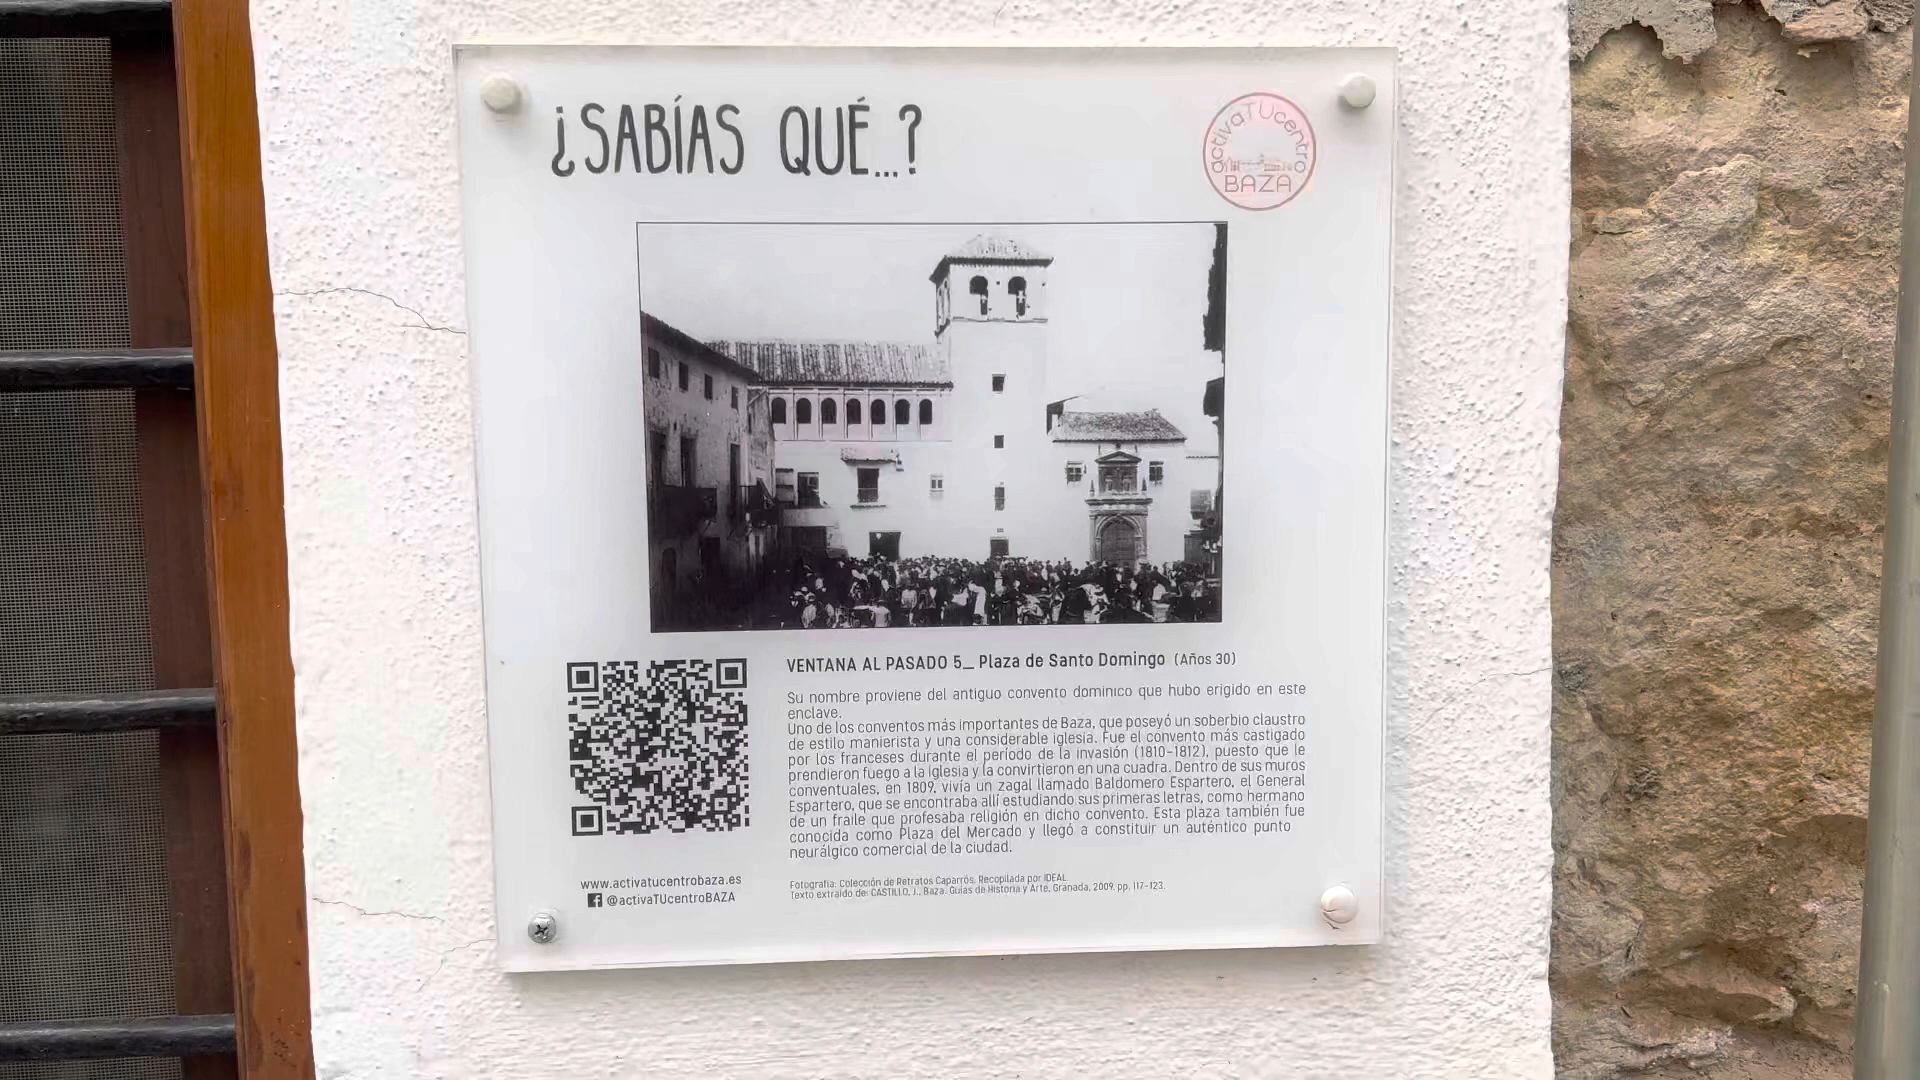 ¿SABÍAS QUÉ...?
activaTUcentro
BAZA
VENTANA AL PASADO 5_ Plaza de Santo Domingo (Años 30)
Su nombre proviene del antiguo convento dominico que hubo erigido en este
enclave.
Uno de los conventos más importantes de Baza, que poseyó un soberbio claustro
de estilo manierista y una considerable iglesia. Fue el convento más castigado
por los franceses durante el período de la invasión (1810-1812), puesto que le
prendieron fuego a la Iglesia y la convirtieron en una cuadra. Dentro de sus muros
conventuales, en 1809, vivía un zagal llamado Baldomero Espartero, el General
Espartero, que se encontraba allí estudiando sus primeras letras, como hermano
de un fraile que profesaba religión en dicho convento. Esta plaza también fue
conocida como Plaza del Mercado y llegó a constituir un auténtico punto
neurálgico comercial de la ciudad.
www.activatucentrobaza.es
@activaTUcentroBAZA
Fotografía: Colección de Retratos Caparrós. Recopilada por IDEAL.
Texto extraído de: CASTILLO, J., Baza. Guías de Historia y Arte, Granada, 2009, pp. 117-123.